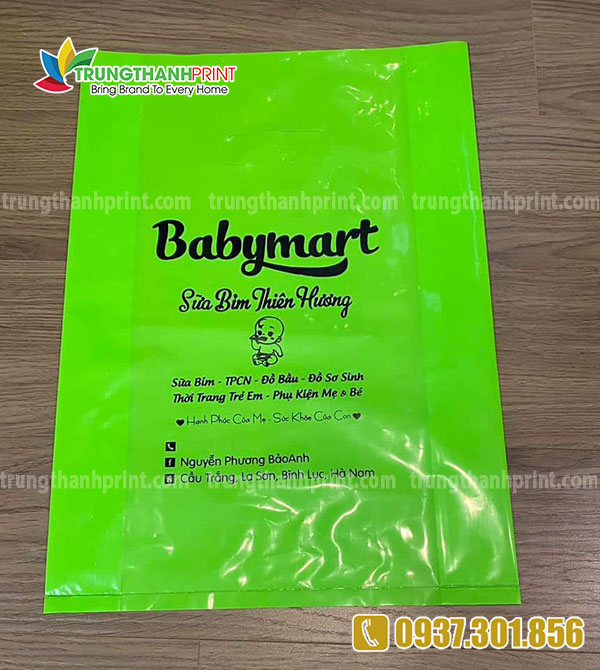 TRUNGTHANHPRINT
Bring Brand To Every Home
trungthanhprint.com trungthanhprint.com trungthanhprint.com
Babymart
Sữa Bỉm Thiên Hương
Sữa Bỉm - TPCN - Đồ Bầu - Đồ Sơ Sinh
Thời Trang Trẻ Em - Phụ Kiện Mẹ & Bé
Hạnh Phúc Của Mẹ - Sức Khỏe Của Con
Nguyễn Phương BảoAnh
Cầu Trắng, La Sơn, Bình Lục, Hà Nam
trungthanhprint.com trungthanhprint.com trungthanhprint.com
0937.301.856